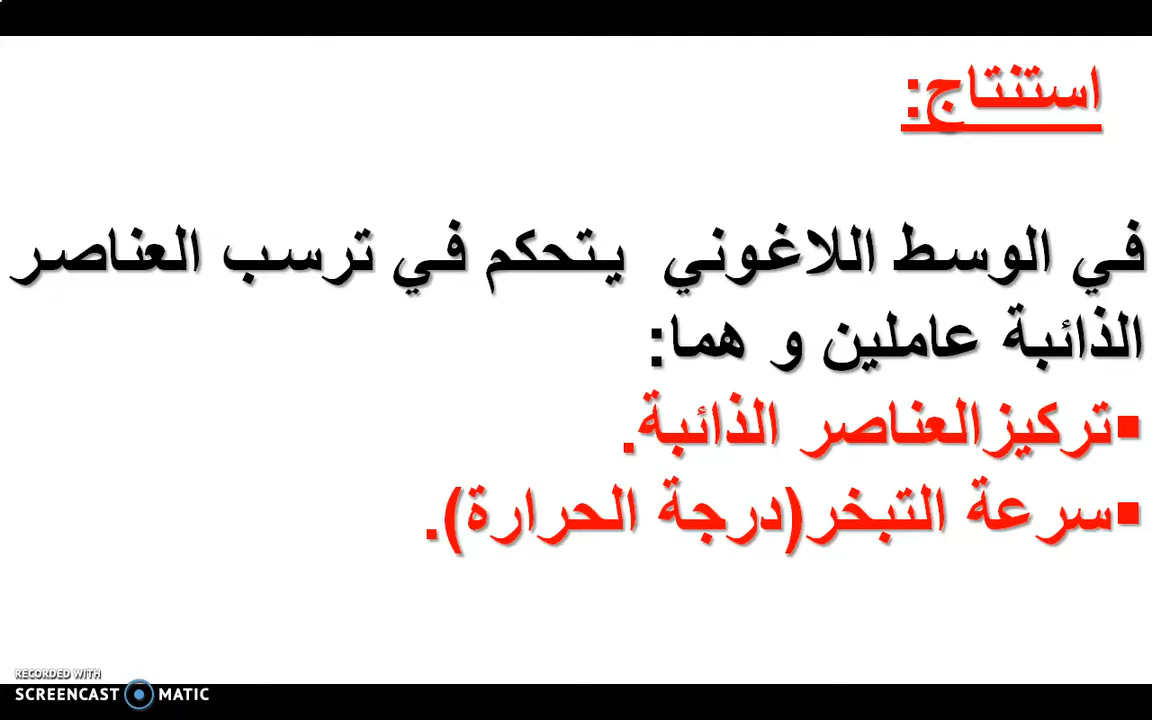 استنتاج:
في الوسط اللاغوني يتحكم في ترسب العناصر
الذائبة عاملين و هما:
▪تركيزالعناصر الذائبة.
▪سرعة التبخر(درجة الحرارة).
RECORDED WITH
SCREENCAST MATIC